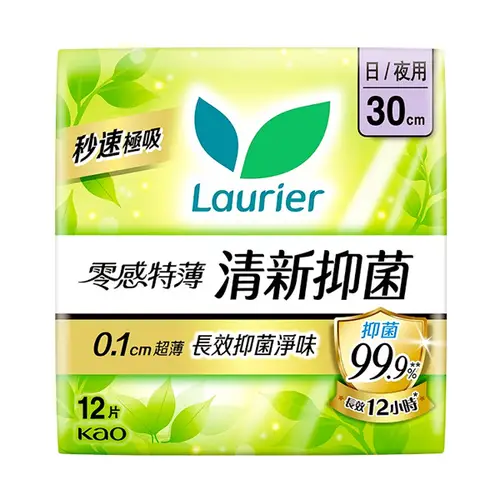 日/夜用
30cm
秒速極吸
Laurier
零感特薄 清新抑菌
0.1cm超薄 長效抑菌淨味
抑菌
99.9%**
長效12小時*
12片
Kao